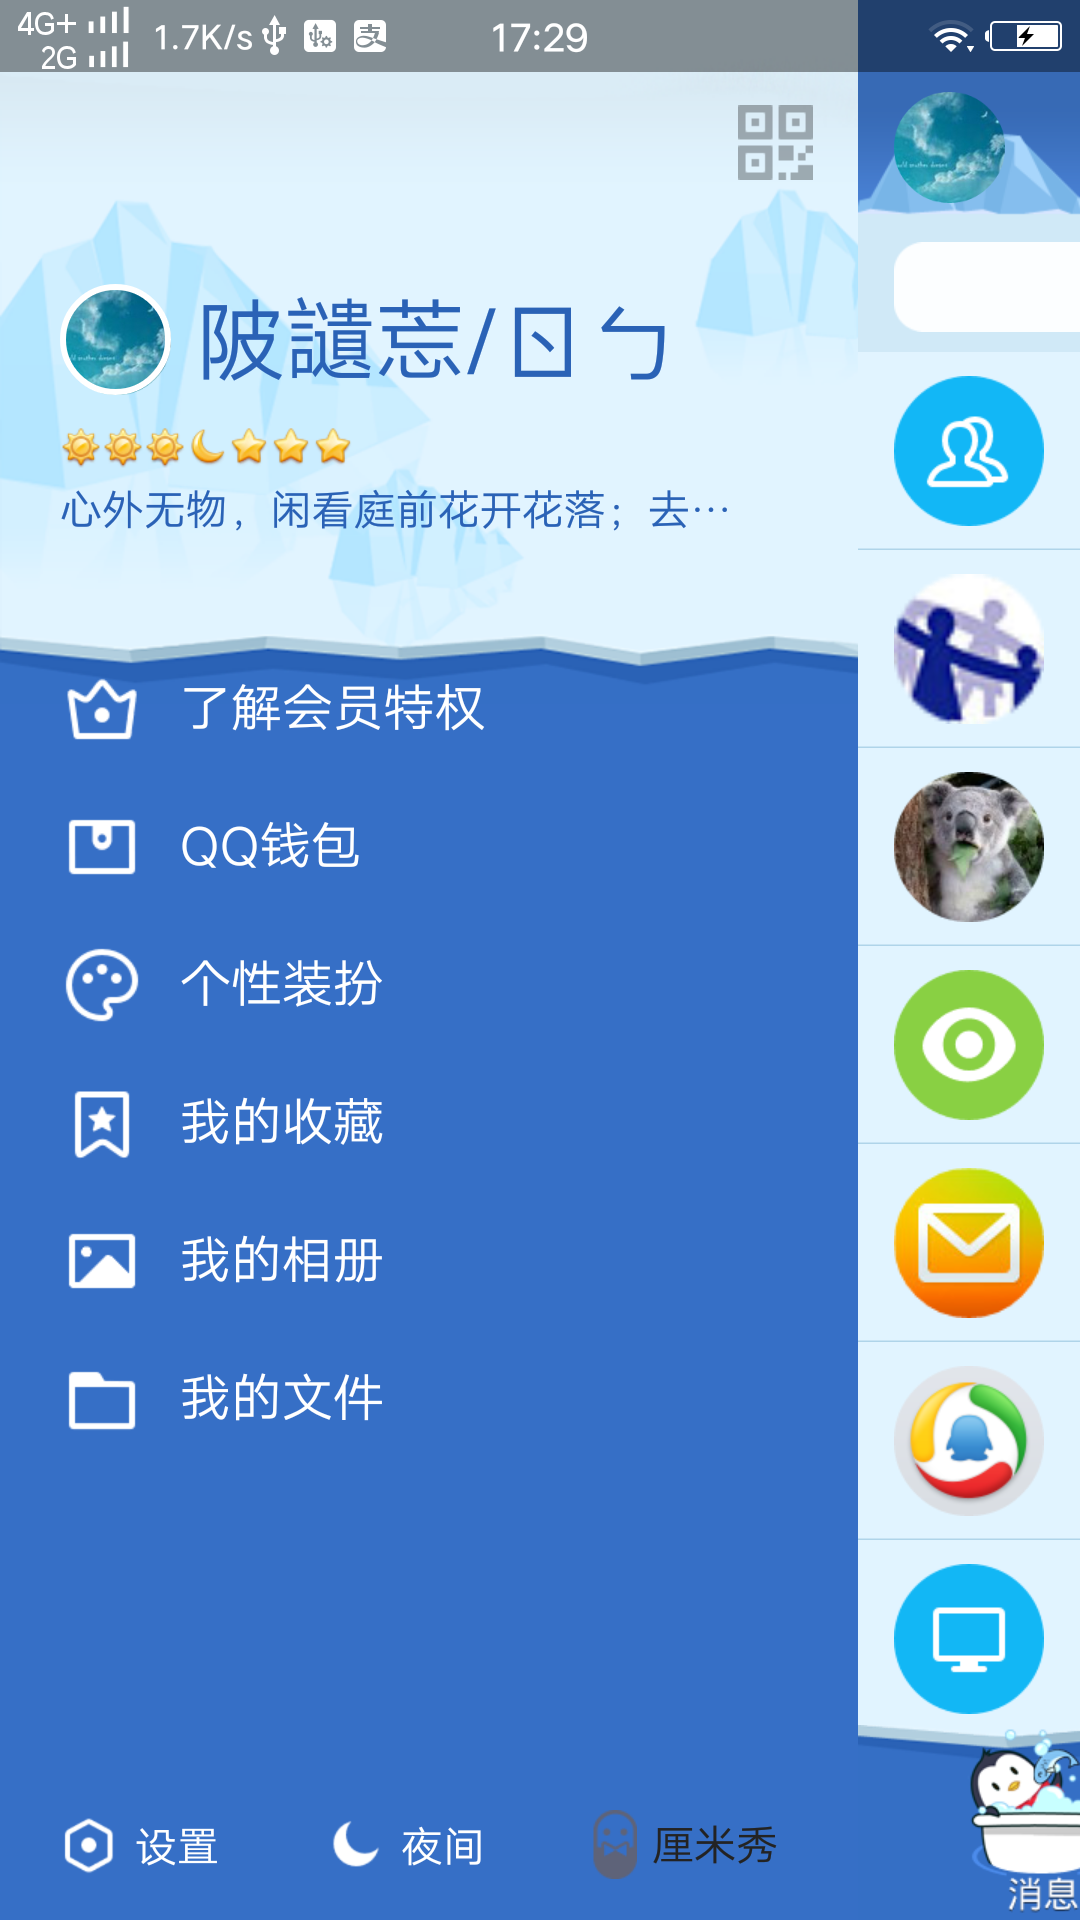 4G+ 1.7K/s 17:29
2G
陂譴莣/ㄖㄅ
心外无物，闲看庭前花开花落；去…
了解会员特权
QQ钱包
个性装扮
我的收藏
我的相册
我的文件
设置 夜间 厘米秀
消息